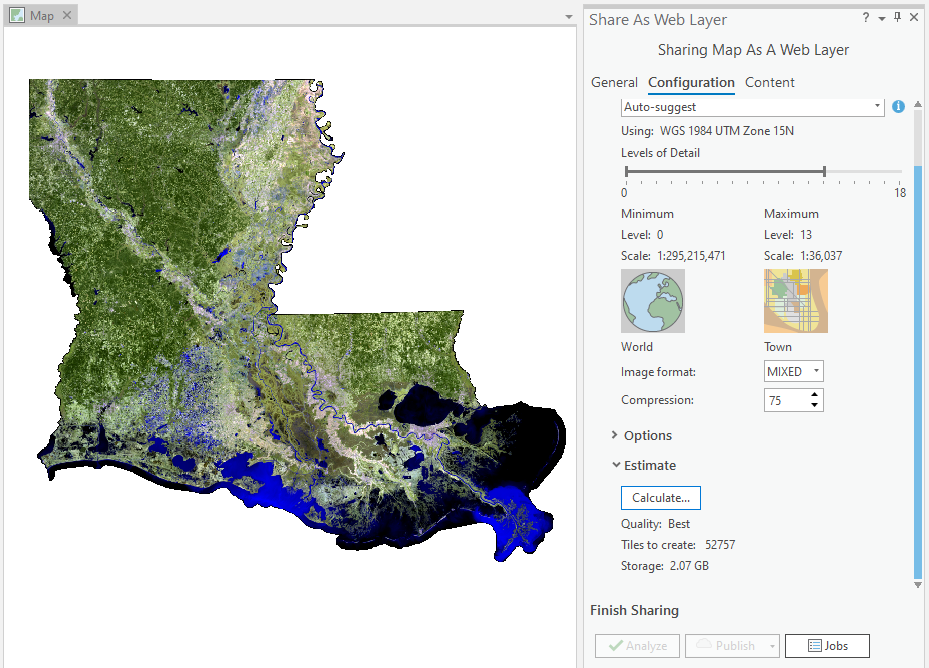 Map
Share As Web Layer
Sharing Map As A Web Layer
General Configuration Content
Auto-suggest
Using: WGS 1984 UTM Zone 15N
Levels of Detail
0 18
Minimum Maximum
Level: 0 Level: 13
Scale: 1:295,215,471 Scale: 1:36,037
World Town
Image format: MIXED
Compression: 75
Options
Estimate
Calculate...
Quality: Best
Tiles to create: 52757
Storage: 2.07 GB
Finish Sharing
Analyze Publish Jobs